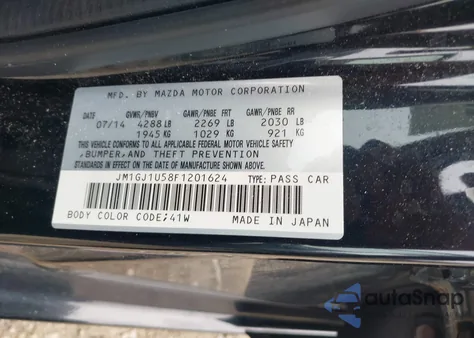 MFD. BY MAZDA MOTOR CORPORATION
GVWR/PNBV GAWR/PNBE FRT GAWR/PNBE RR
07/14 4288 LB 2269 LB 2030 LB
1945 KG 1029 KG 921 KG
THIS VEHICLE CONFORMS TO ALL APPLICABLE FEDERAL MOTOR VEHICLE SAFETY
, BUMPER, AND THEFT PREVENTION
STANDARDS IN EFFECT ON THE DATE OF MANUFACTURE SHOWN ABOVE.
JM1GJ1U58F1201624 TYPE: PASS CAR
BODY COLOR CODE;41W MADE IN JAPAN
autoSnap